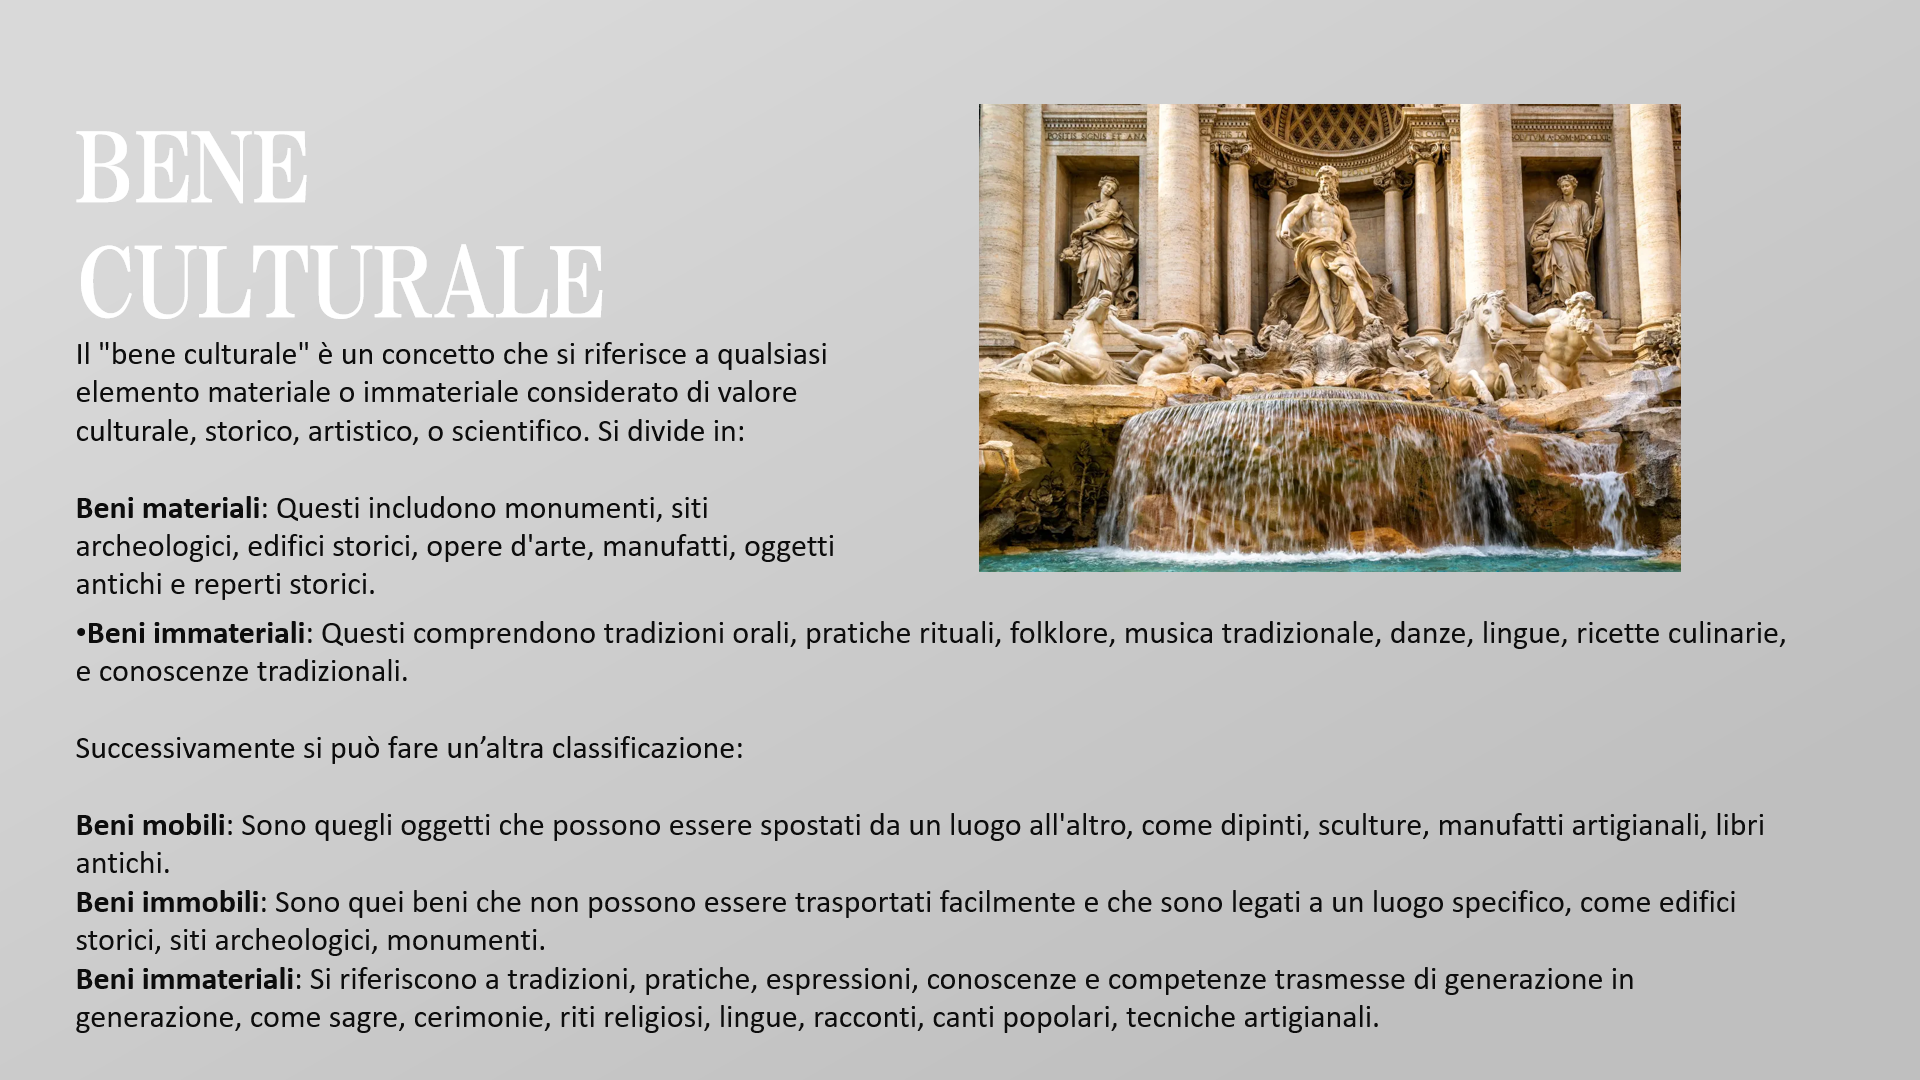 BENE
CULTURALE
Il "bene culturale" è un concetto che si riferisce a qualsiasi
elemento materiale o immateriale considerato di valore
culturale, storico, artistico, o scientifico. Si divide in:
Beni materiali: Questi includono monumenti, siti
archeologici, edifici storici, opere d'arte, manufatti, oggetti
antichi e reperti storici.
•Beni immateriali: Questi comprendono tradizioni orali, pratiche rituali, folklore, musica tradizionale, danze, lingue, ricette culinarie,
e conoscenze tradizionali.
Successivamente si può fare un’altra classificazione:
Beni mobili: Sono quegli oggetti che possono essere spostati da un luogo all'altro, come dipinti, sculture, manufatti artigianali, libri
antichi.
Beni immobili: Sono quei beni che non possono essere trasportati facilmente e che sono legati a un luogo specifico, come edifici
storici, siti archeologici, monumenti.
Beni immateriali: Si riferiscono a tradizioni, pratiche, espressioni, conoscenze e competenze trasmesse di generazione in
generazione, come sagre, cerimonie, riti religiosi, lingue, racconti, canti popolari, tecniche artigianali.